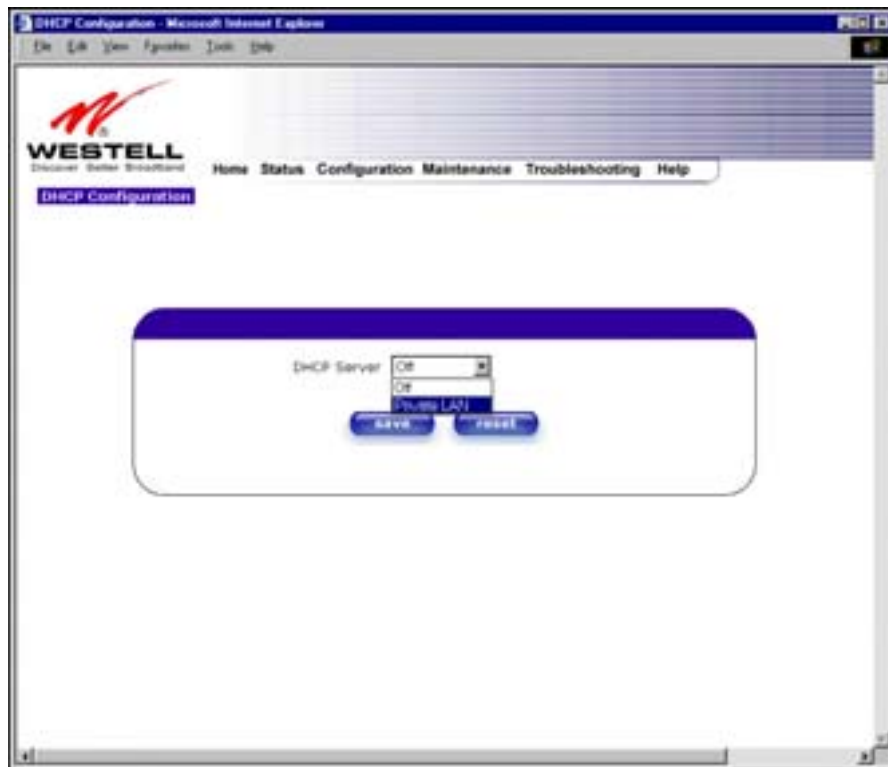 DHCP Configuration - Microsoft Internet Explorer
File Edit View Favorites Tools Help
WESTELL
Discover Better Broadband
Home Status Configuration Maintenance Troubleshooting Help
DHCP Configuration
DHCP Server Off
Off
Private LAN
save reset